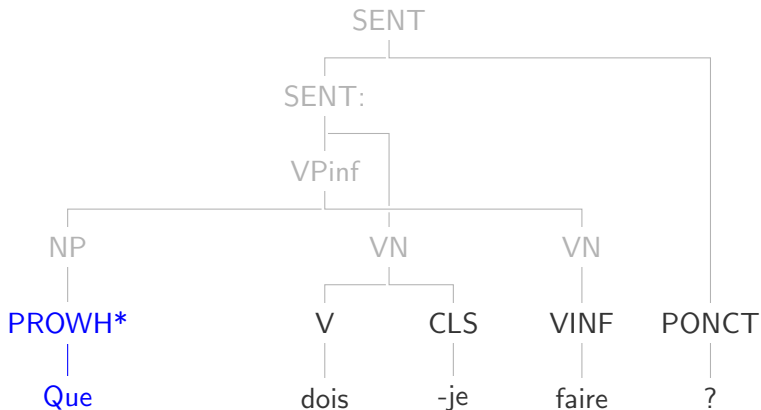 SENT
SENT:
VPinf
NP VN VN
PROWH* V CLS VINF PONCT
Que dois -je faire ?